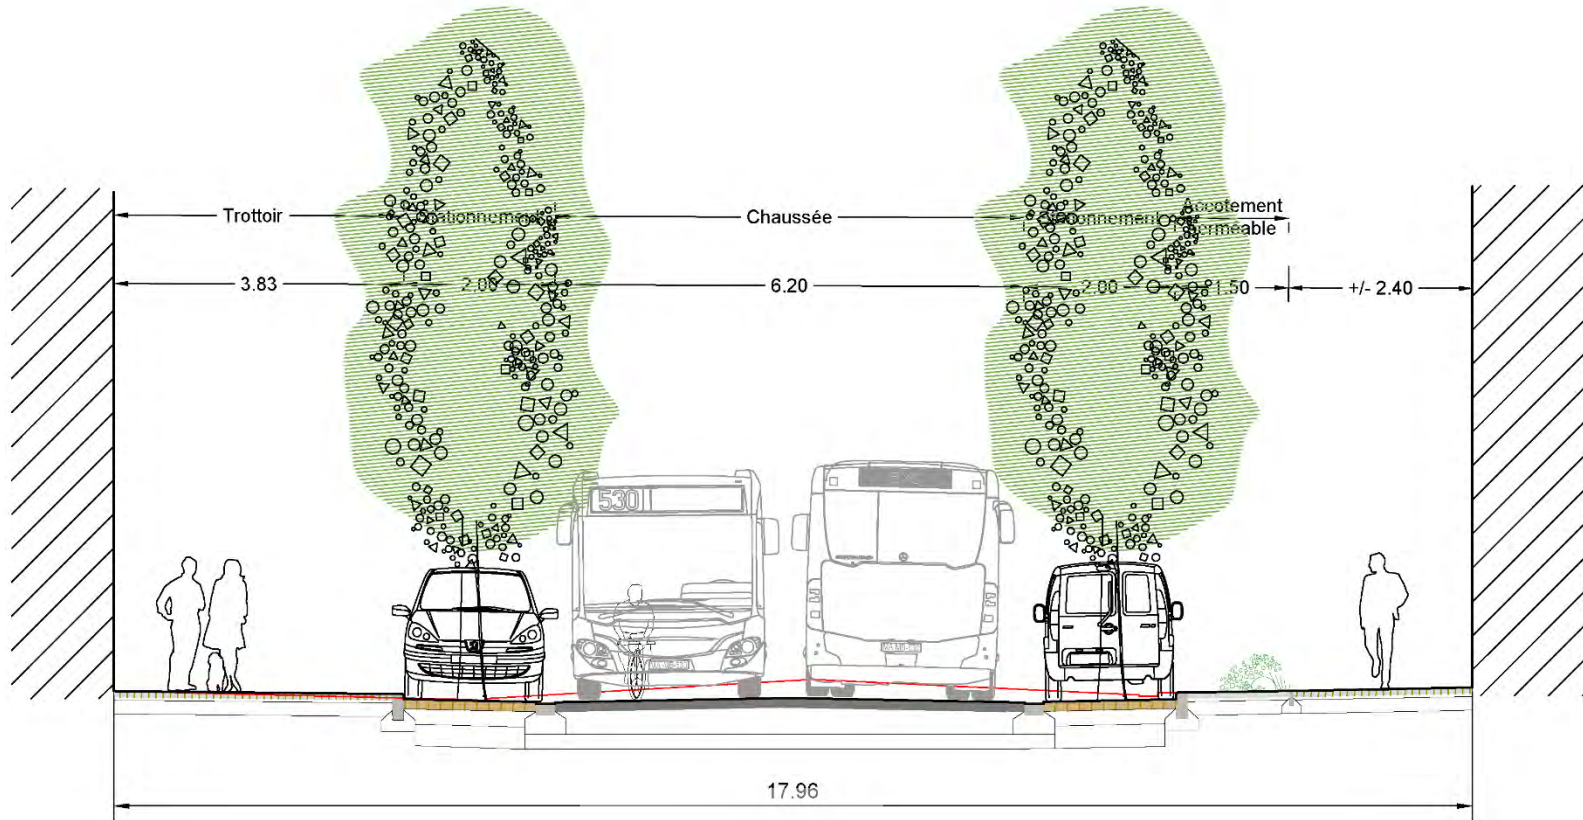 Trottoir
Stationnement
Chaussée
Stationnement
Accotement
perméable
3.83
2.00
6.20
2.00
1.50
+/- 2.40
530
17.96